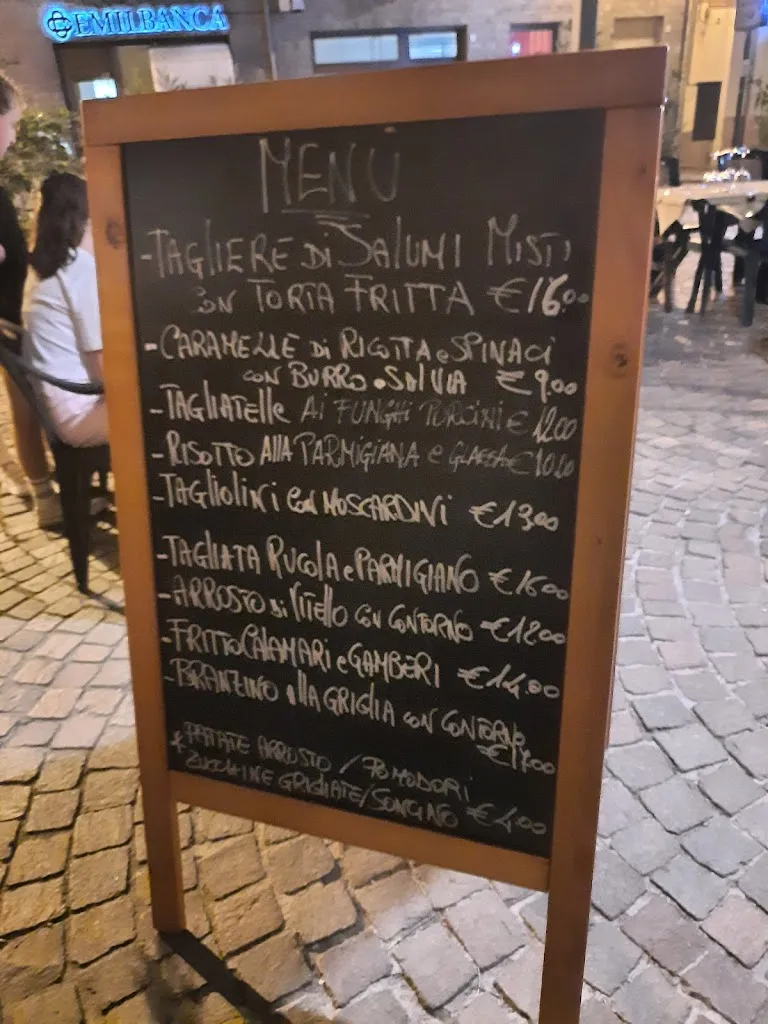 EMILBANCA
MENÙ
-TAGLIERE Di SALUMI MISTI
CON TORTA FRITTA €16.00
-CARAMELLE Di RICOTTA e SPINACI
CON BURRO e SALVIA €9.00
-TAGLIATELLE Ai FUNGHI PORCINI €12.00
-RISOTTO AllA PARMIGIANA e GLASSA €10.00
-TAGLIOLINI CON MOSCARDINI €13.00
-TAGLIATA RUCOLA e PARMIGIANO €16.00
-ARROSTO di VITELLO CON CONTORNO €12.00
-FRITTO CALAMARI e GAMBERI €14.00
-BRANZINO AllA GRIGLIA CON CONTORNO
€17.00
* PATATE ARROSTO / POMODORI
ZUCCHINE GRIGLIATE/SONGINO €4.00